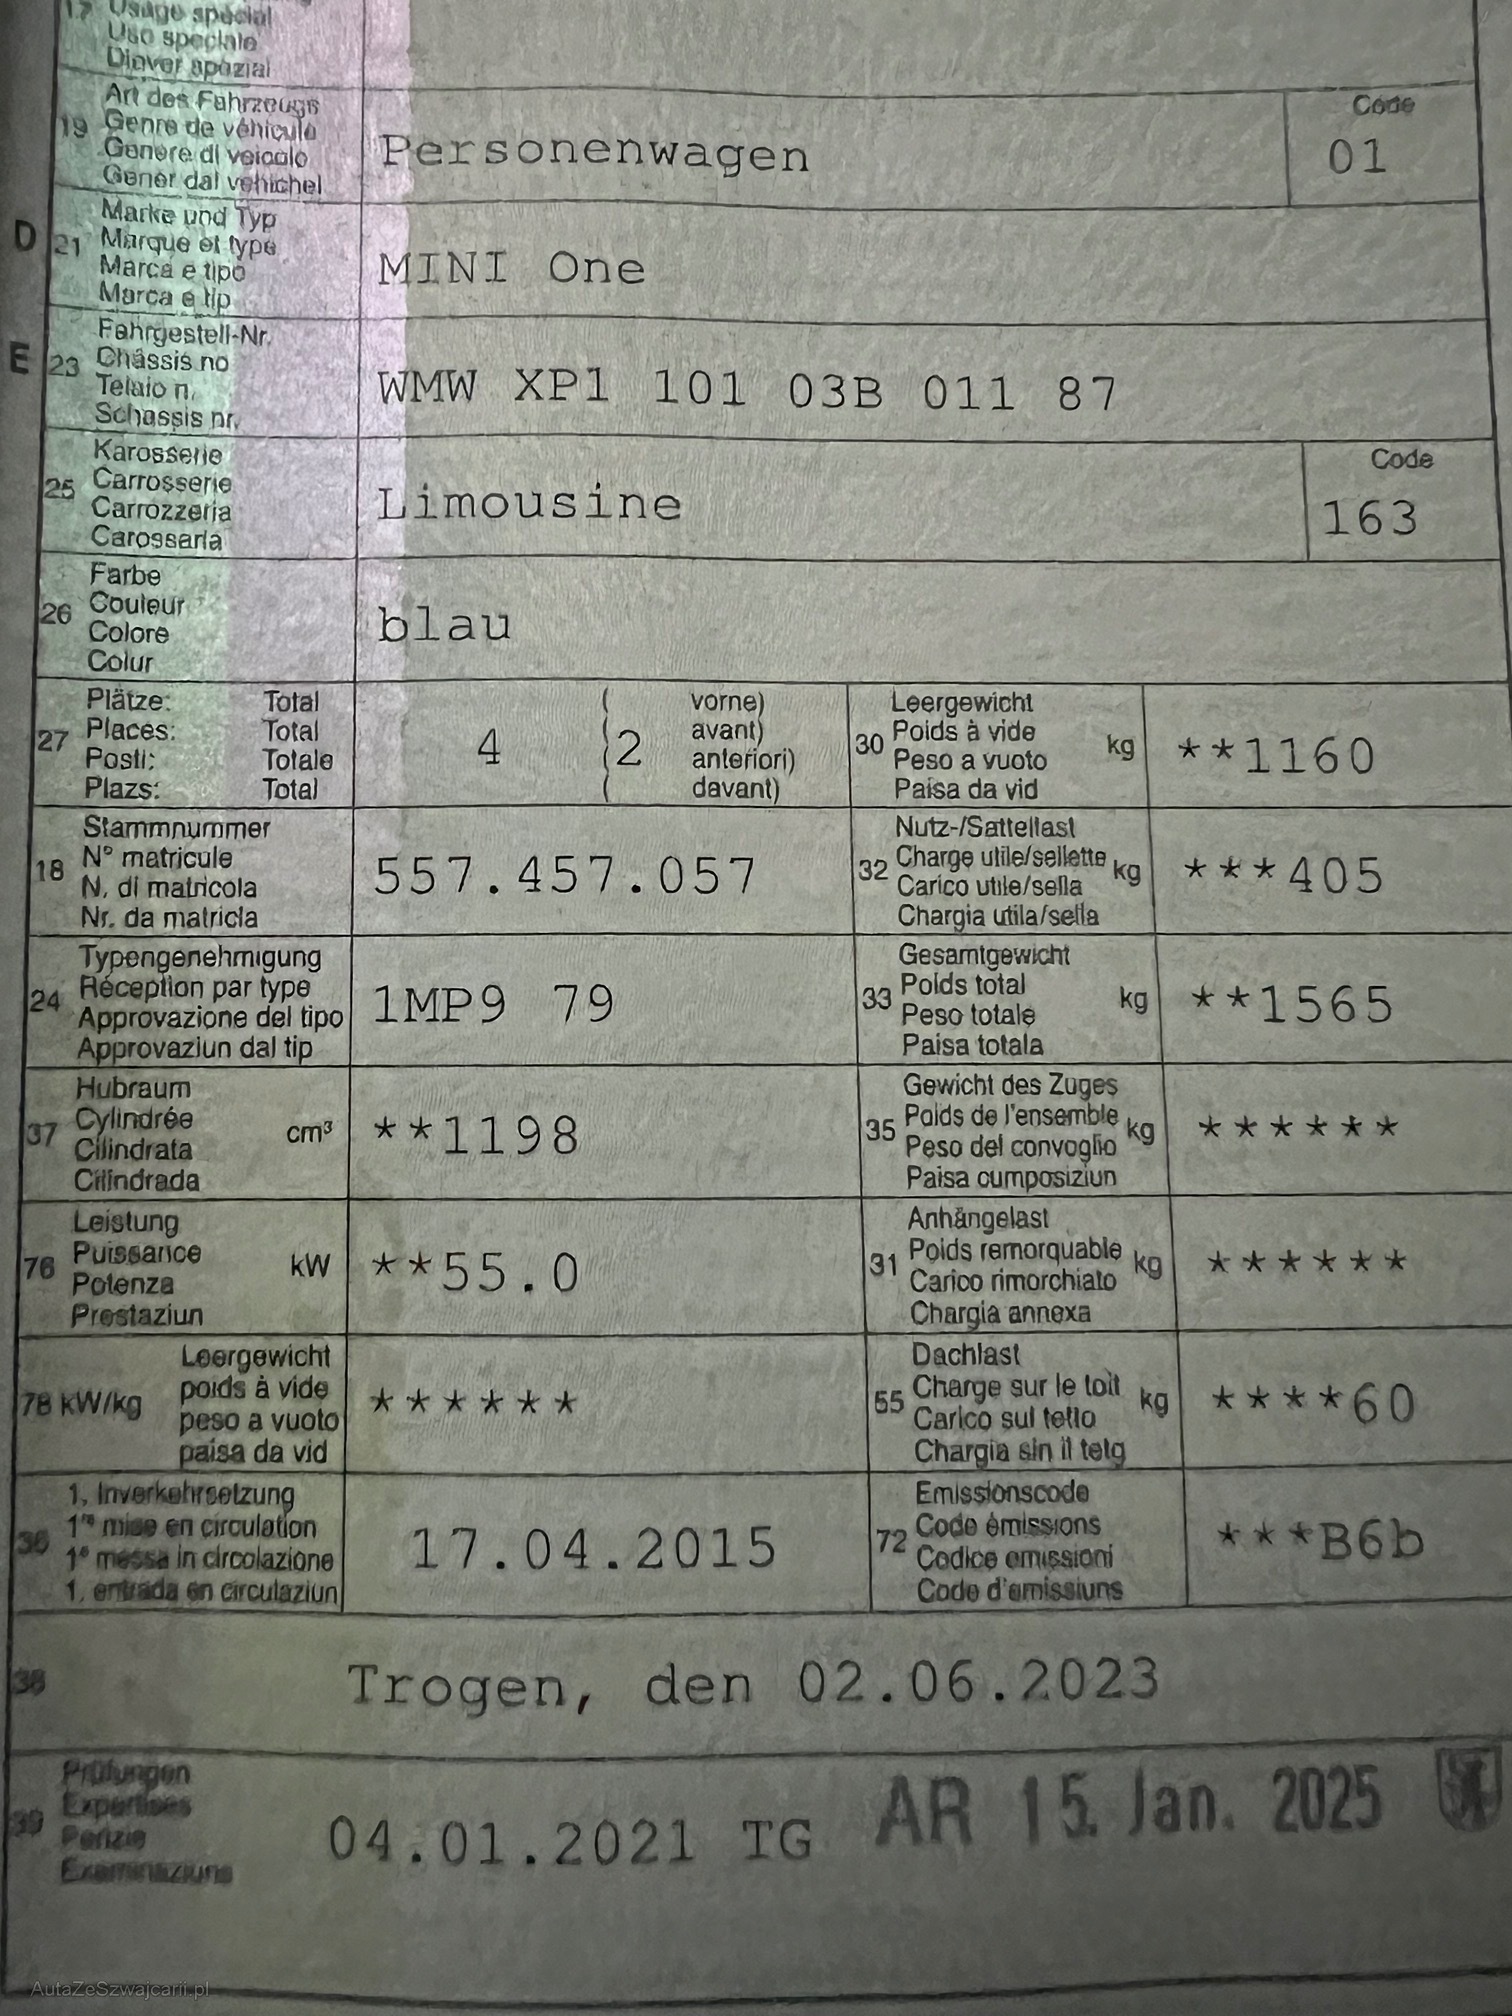 17 Usage spécial
Uso speciale
Diever spezial
Art des Fahrzeugs
19 Genre de véhicule
Genere di veicolo
Gener dal vehichel
Personenwagen
Code
01
Marke und Typ
D 21 Marque et type
Marca e tipo
Marca e tip
MINI One
Fahrgestell-Nr.
E 23 Châssis no
Telaio n.
Schassis nr.
WMW XP1 101 03B 011 87
Karosserie
25 Carrosserie
Carrozzeria
Carossaria
Limousine
Code
163
Farbe
26 Couleur
Colore
Colur
blau
Plätze: Total
27 Places: Total
Posti: Totale
Plazs: Total
4
( vorne)
( 2 avant)
( anteriori)
( davant)
Leergewicht
30 Poids à vide kg
Peso a vuoto
Paisa da vid
**1160
Stammnummer
18 N° matricule
N. di matricola
Nr. da matricla
557.457.057
Nutz-/Sattellast
32 Charge utile/sellette kg
Carico utile/sella
Chargia utila/sella
***405
Typengenehmigung
24 Réception par type
Approvazione del tipo
Approvaziun dal tip
1MP9 79
Gesamtgewicht
33 Poids total kg
Peso totale
Paisa totala
**1565
Hubraum
37 Cylindrée cm³
Cilindrata
Cilindrada
**1198
Gewicht des Zuges
35 Poids de l'ensemble kg
Peso del convoglio
Paisa cumposiziun
******
Leistung
76 Puissance kW
Potenza
Prestaziun
**55.0
Anhängelast
31 Poids remorquable kg
Carico rimorchiato
Chargia annexa
******
Leergewicht
78 kW/kg poids à vide
peso a vuoto
paisa da vid
******
Dachlast
55 Charge sur le toit kg
Carico sul tetto
Chargia sin il tetg
****60
1. Inverkehrsetzung
36 1re mise en circulation
1a messa in circolazione
1. entrada en circulaziun
17.04.2015
Emissionscode
72 Code émissions
Codice emissioni
Code d'emissiuns
***B6b
38
Trogen, den 02.06.2023
Prüfungen
39 Expertises
Perizie
Examinaziuns
04.01.2021 TG
AR 15. Jan. 2025
AutaZeSzwajcarii.pl